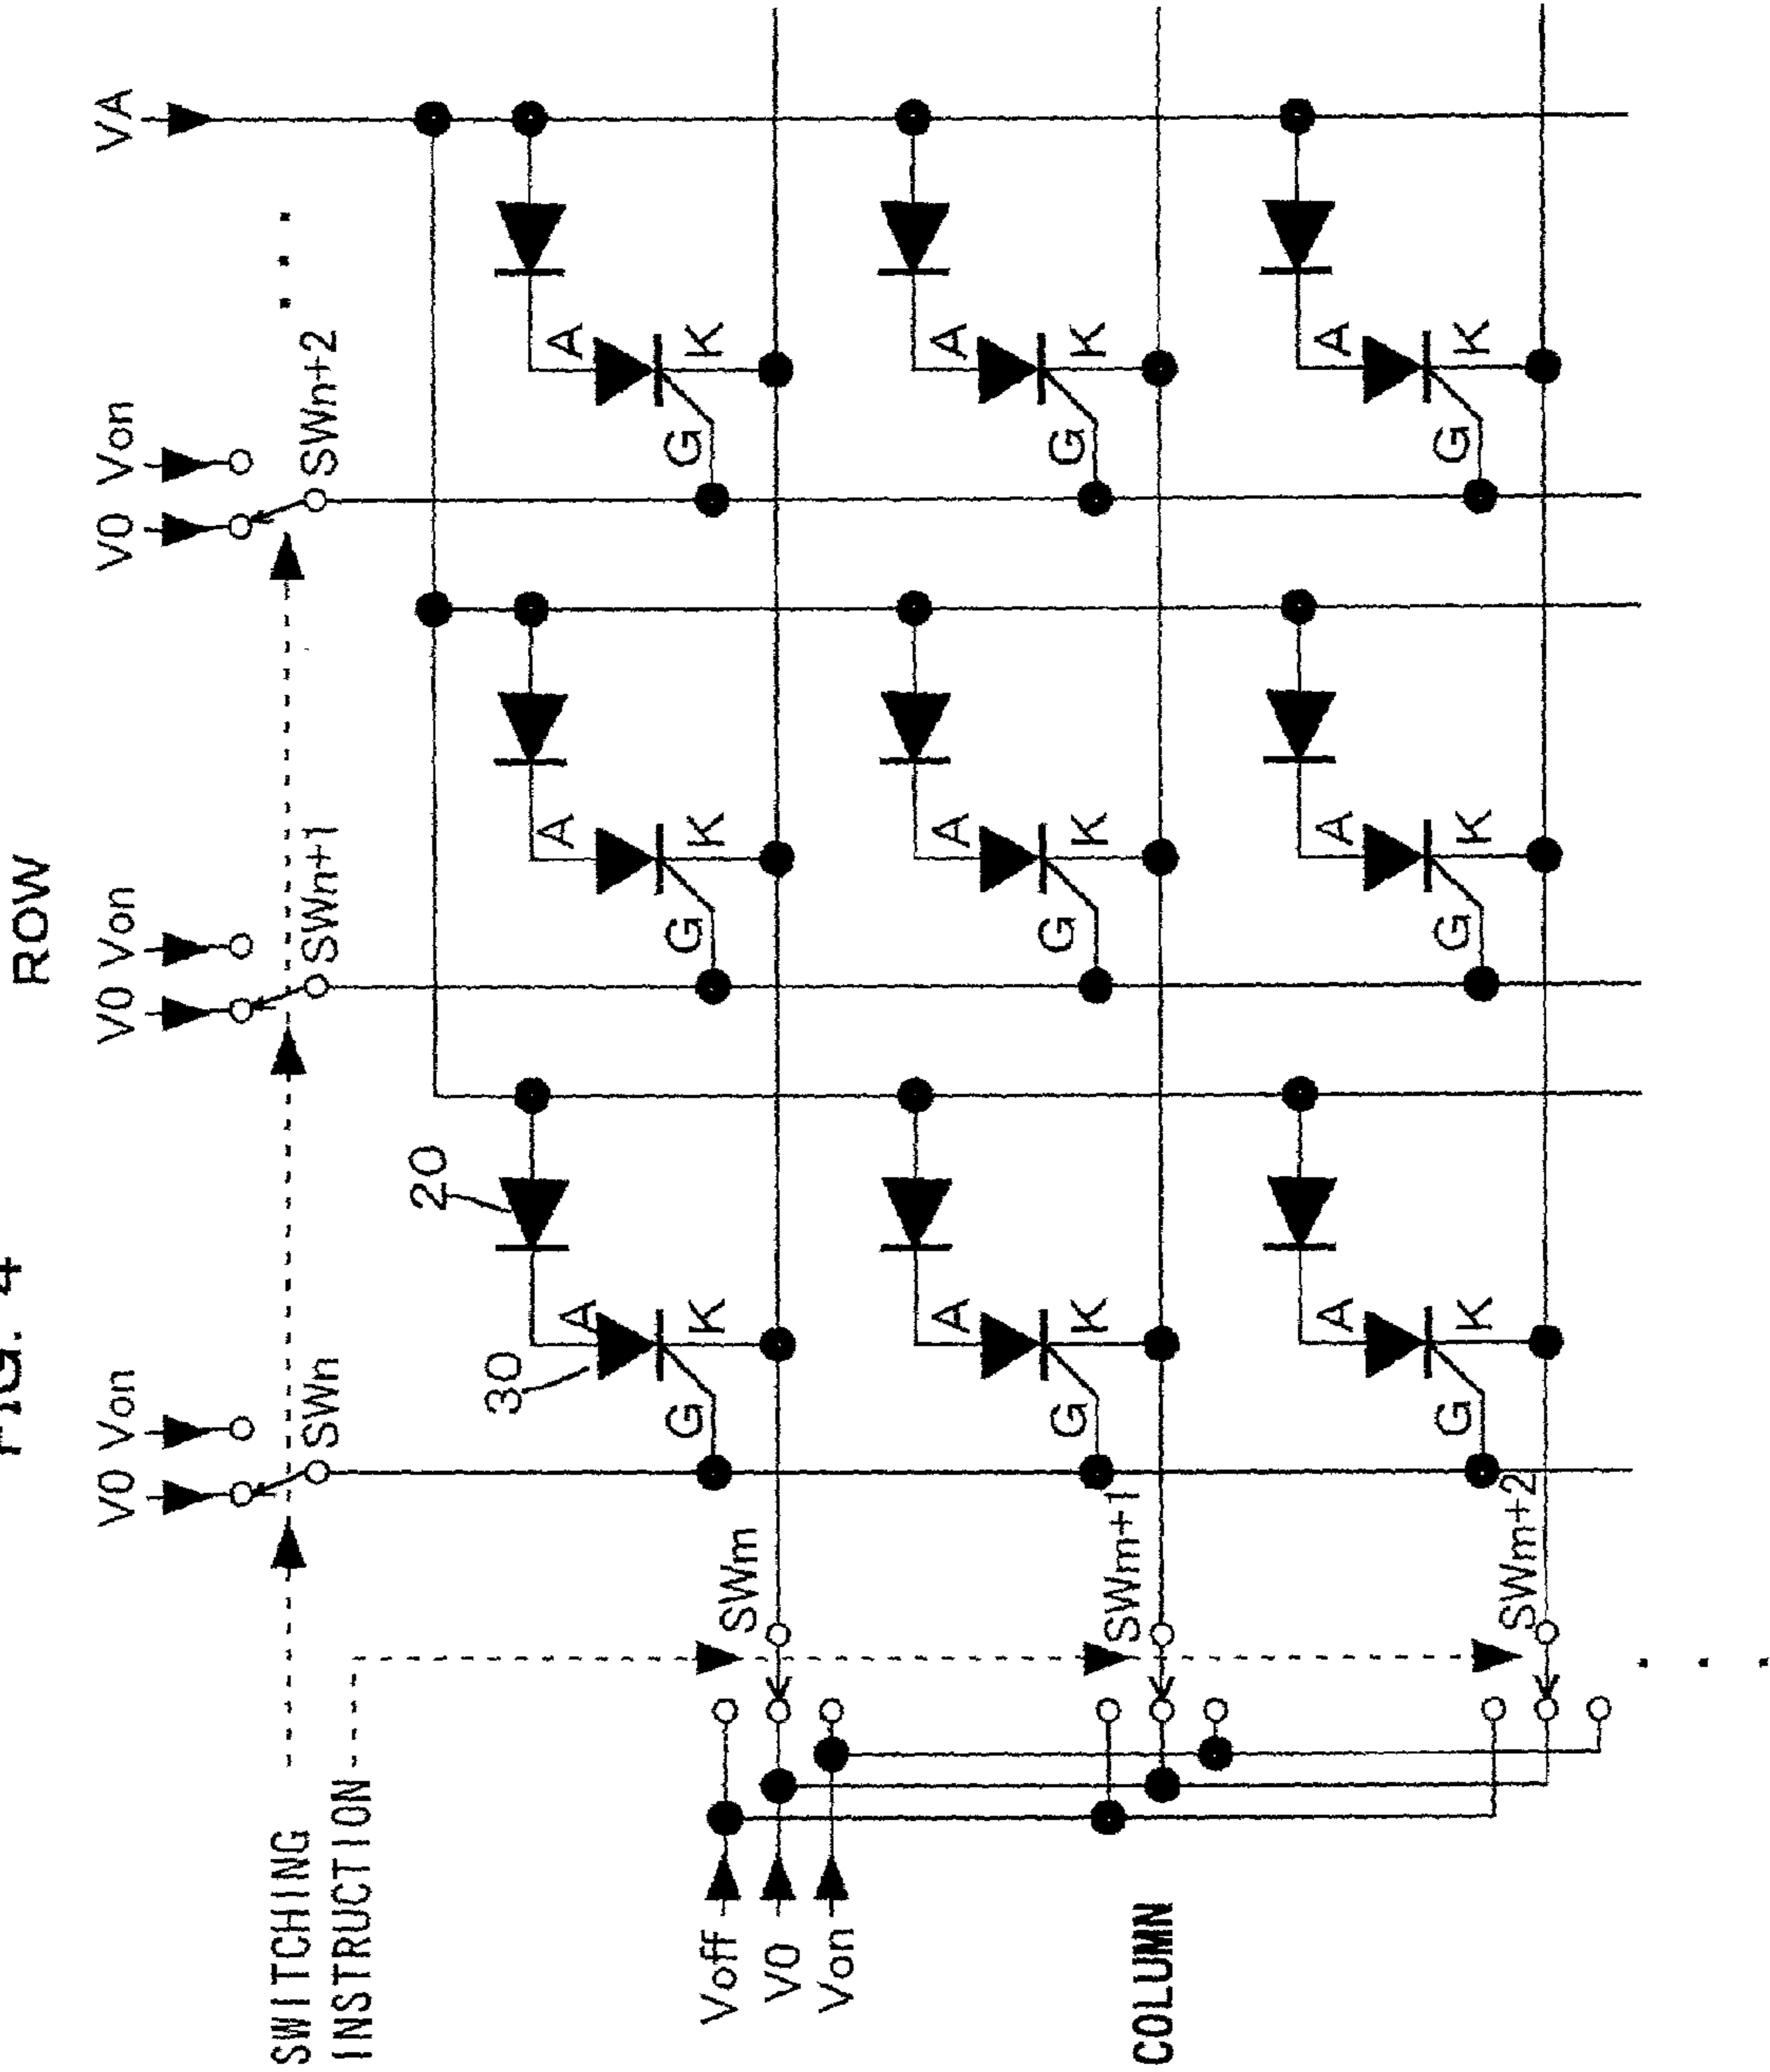 FIG. 4
ROW
V0 Von
V0 Von
V0 Von
VA
SWITCHING
INSTRUCTION
SWn
SWn+1
SWn+2
20
30
A
K
G
A
K
G
A
K
G
Voff
V0
Von
SWm
A
K
G
A
K
G
A
K
G
COLUMN
SWm+1
A
K
G
A
K
G
A
K
G
SWm+2